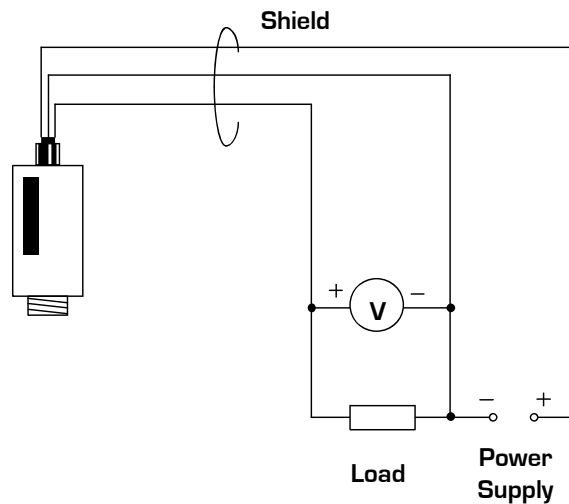 Shield
+
−
V
− +
Load
Power
Supply